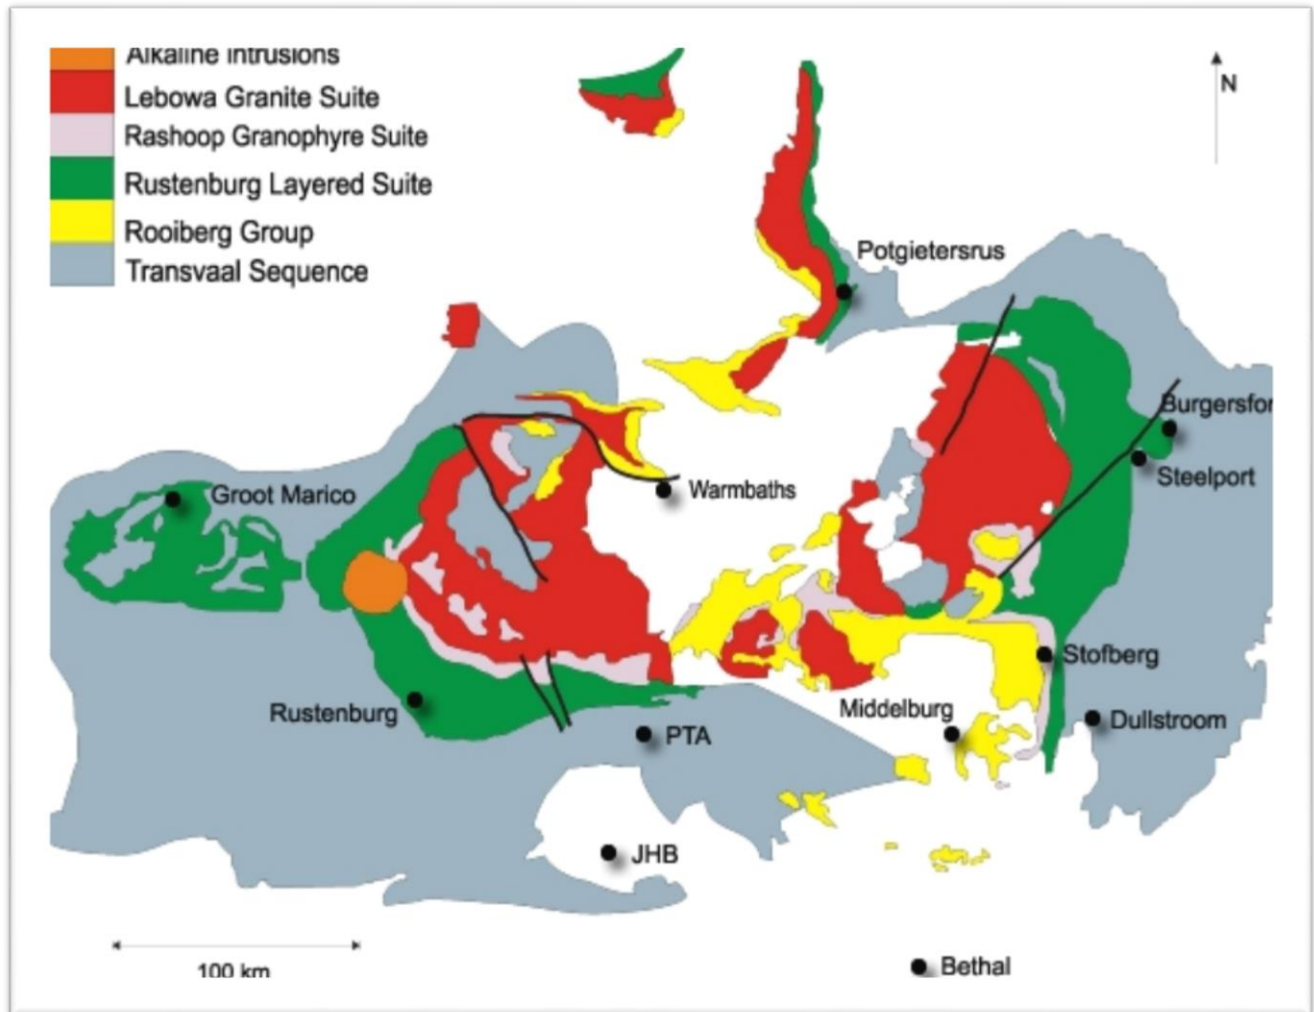 Alkaline intrusions
Lebowa Granite Suite
Rashoop Granophyre Suite
Rustenburg Layered Suite
Rooiberg Group
Transvaal Sequence
N
Potgietersrus
Burgersfor
Steelport
Groot Marico
Warmbaths
Stofberg
Rustenburg
Middelburg
Dullstroom
PTA
JHB
Bethal
100 km